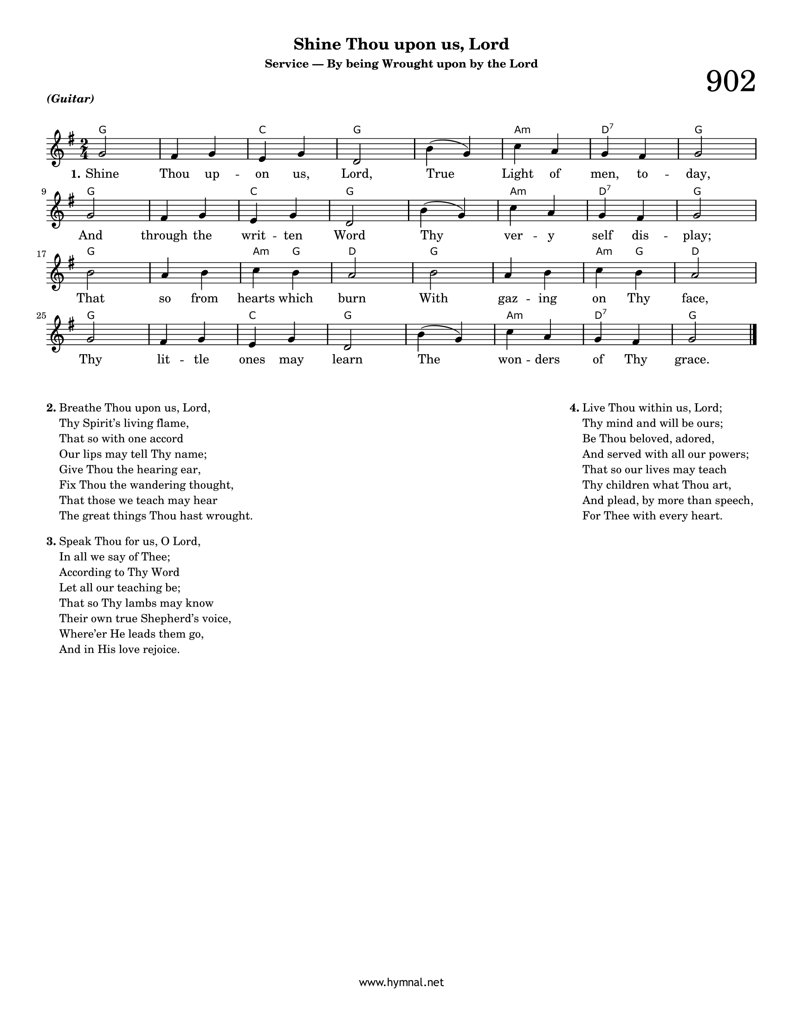 Shine Thou upon us, Lord
Service — By being Wrought upon by the Lord
902
(Guitar)
G C G Am D7 G
1. Shine Thou up - on us, Lord, True Light of men, to - day,
9
G C G Am D7 G
And through the writ - ten Word Thy ver - y self dis - play;
17
G Am G D G Am G D
That so from hearts which burn With gaz - ing on Thy face,
25
G C G Am D7 G
Thy lit - tle ones may learn The won - ders of Thy grace.
2. Breathe Thou upon us, Lord,
Thy Spirit's living flame,
That so with one accord
Our lips may tell Thy name;
Give Thou the hearing ear,
Fix Thou the wandering thought,
That those we teach may hear
The great things Thou hast wrought.
3. Speak Thou for us, O Lord,
In all we say of Thee;
According to Thy Word
Let all our teaching be;
That so Thy lambs may know
Their own true Shepherd's voice,
Where'er He leads them go,
And in His love rejoice.
4. Live Thou within us, Lord;
Thy mind and will be ours;
Be Thou beloved, adored,
And served with all our powers;
That so our lives may teach
Thy children what Thou art,
And plead, by more than speech,
For Thee with every heart.
www.hymnal.net